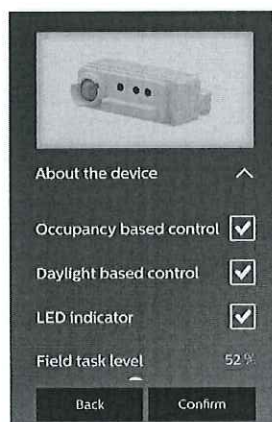 About the device
Occupancy based control
Daylight based control
LED indicator
Field task level 52 %
Back Confirm